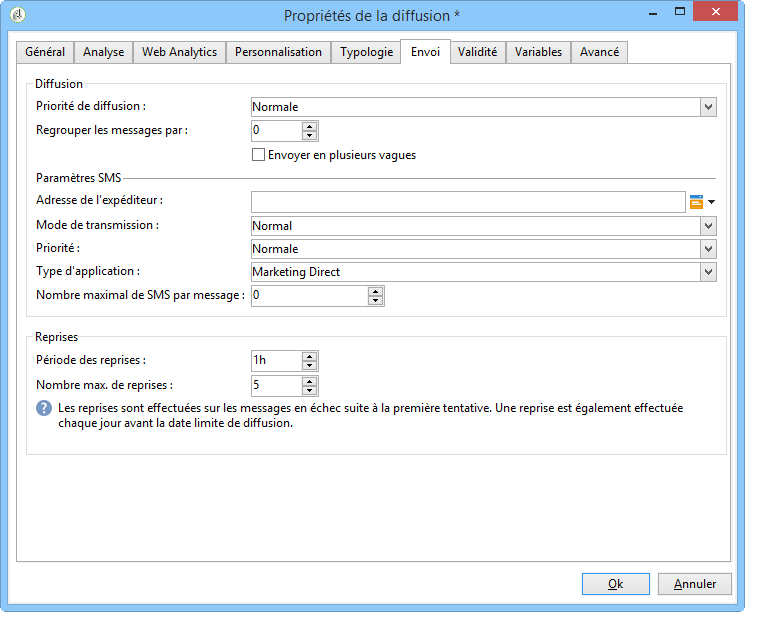 Propriétés de la diffusion *
Général Analyse Web Analytics Personnalisation Typologie Envoi Validité Variables Avancé
Diffusion
Priorité de diffusion : Normale
Regrouper les messages par : 0
Envoyer en plusieurs vagues
Paramètres SMS
Adresse de l'expéditeur :
Mode de transmission : Normal
Priorité : Normale
Type d'application : Marketing Direct
Nombre maximal de SMS par message : 0
Reprises
Période des reprises : 1h
Nombre max. de reprises : 5
Les reprises sont effectuées sur les messages en échec suite à la première tentative. Une reprise est également effectuée
chaque jour avant la date limite de diffusion.
Ok Annuler